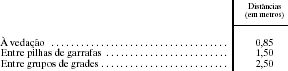 Distâncias
(em metros)
À vedação ................................... 0,85
Entre pilhas de garrafas ........................ 1,50
Entre grupos de grades ......................... 2,50